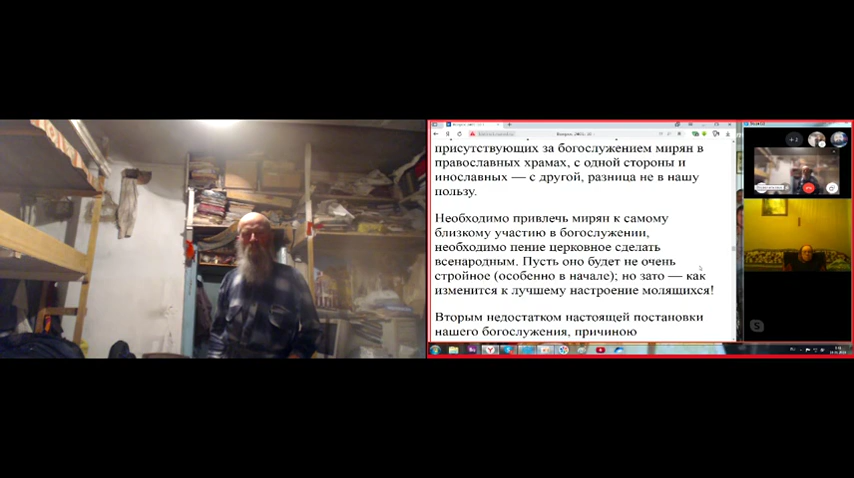 присутствующих за богослужением мирян в
православных храмах, с одной стороны и
инославных — с другой, разница не в нашу
пользу.
Необходимо привлечь мирян к самому
близкому участию в богослужении,
необходимо пение церковное сделать
всенародным. Пусть оно будет не очень
стройное (особенно в начале); но зато — как
изменится к лучшему настроение молящихся!
Вторым недостатком настоящей постановки
нашего богослужения, причиною